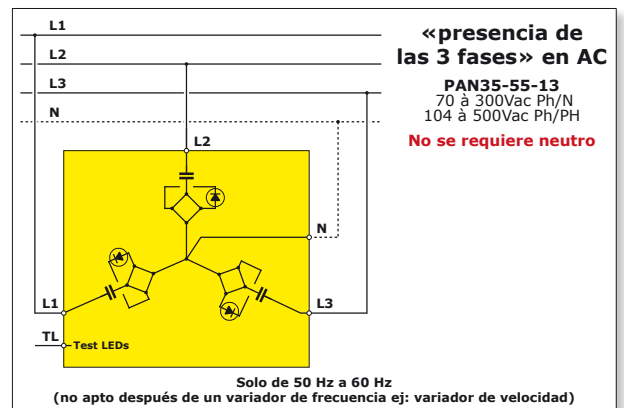 L1
L2
L3
N
«presencia de
las 3 fases» en AC
PAN35-55-13
70 à 300Vac Ph/N
104 à 500Vac Ph/PH
No se requiere neutro
L2
N
L1
L3
TL
Test LEDs
Solo de 50 Hz a 60 Hz
(no apto después de un variador de frecuencia ej: variador de velocidad)